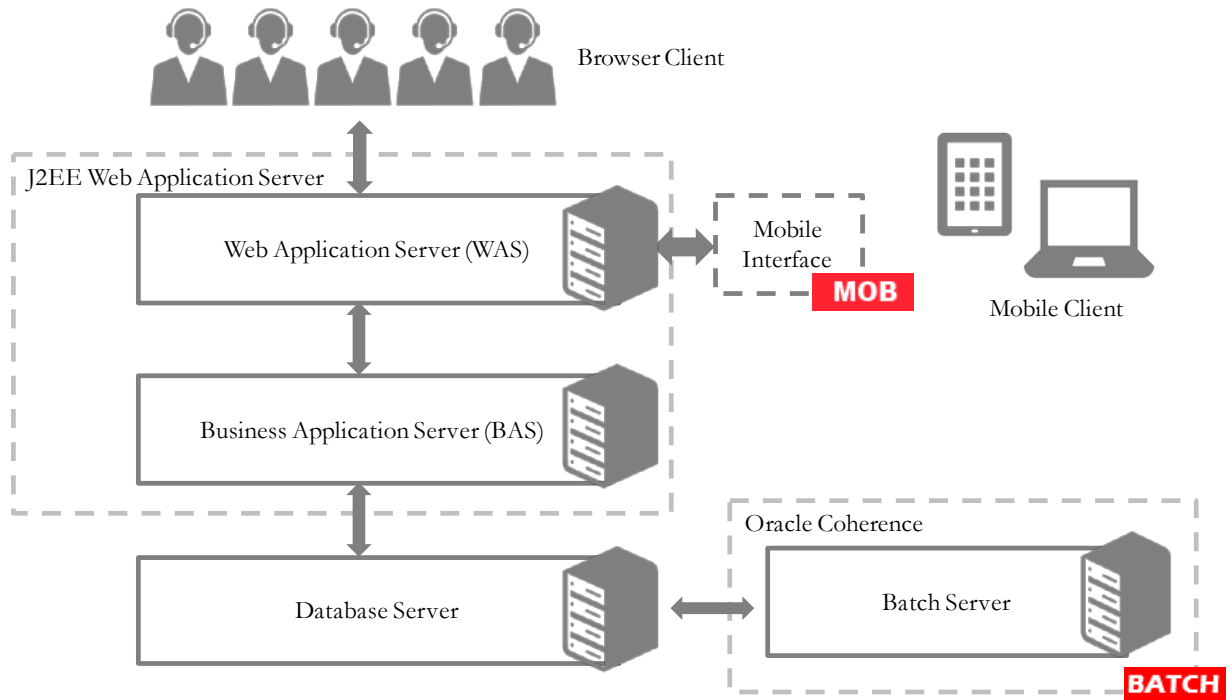 Browser Client
J2EE Web Application Server
Web Application Server (WAS)
Mobile
Interface
MOB
Mobile Client
Business Application Server (BAS)
Oracle Coherence
Database Server
Batch Server
BATCH